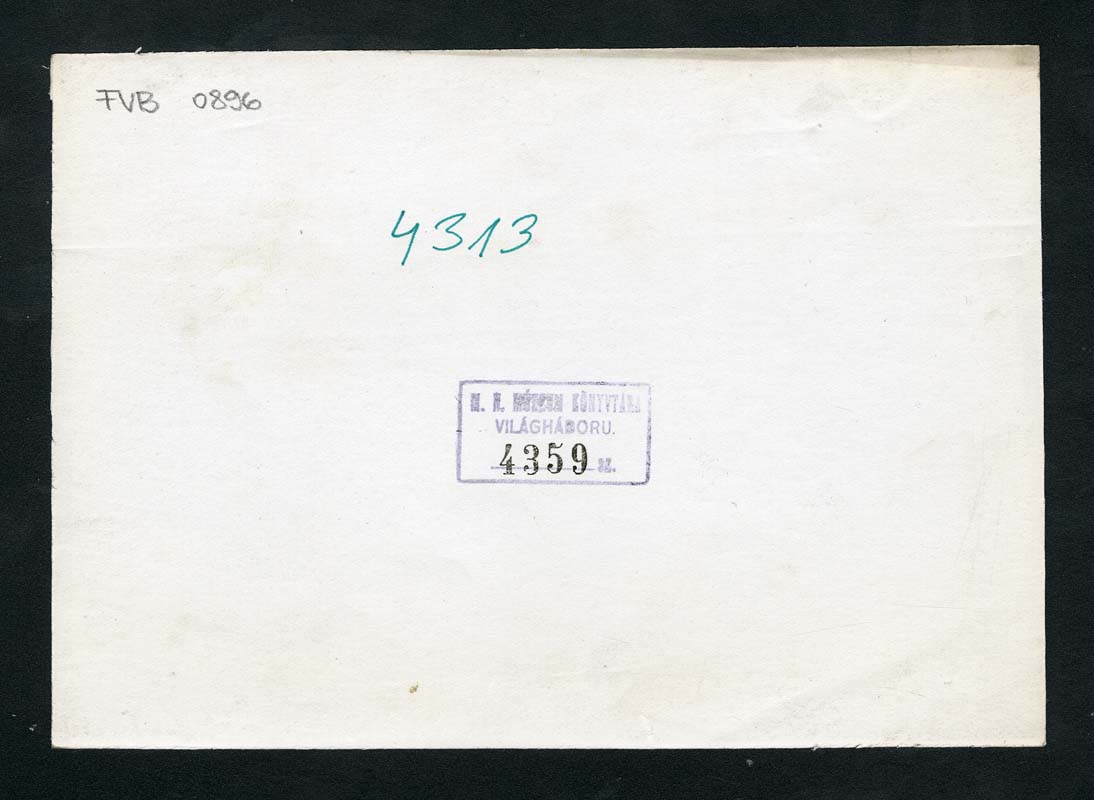 FVB 0896
4313
M. N. MÚZEUM KÖNYVTÁRA
VILÁGHÁBORU.
4359 sz.